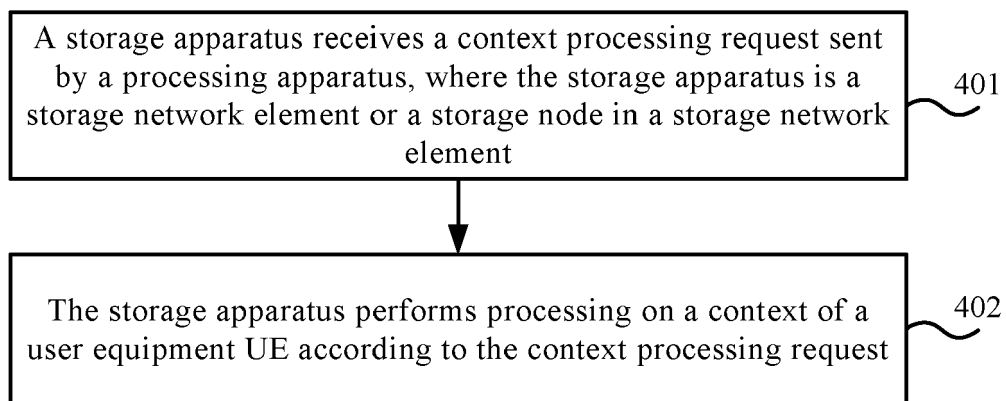 A storage apparatus receives a context processing request sent
by a processing apparatus, where the storage apparatus is a
storage network element or a storage node in a storage network
element
401
The storage apparatus performs processing on a context of a
user equipment UE according to the context processing request
402